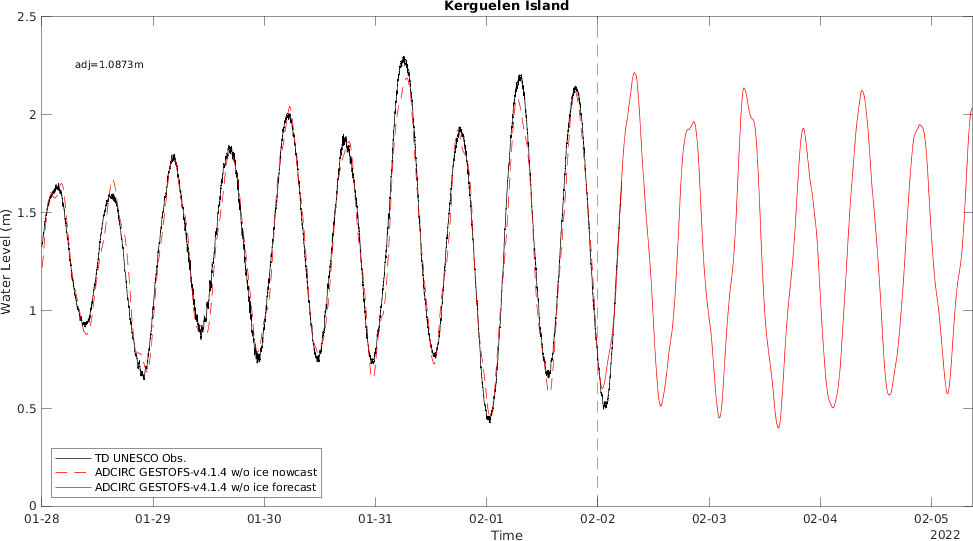 Kerguelen Island
2.5
adj=1.0873m
2
1.5
Water Level (m)
1
0.5
TD UNESCO Obs.
ADCIRC GESTOFS-v4.1.4 w/o ice nowcast
ADCIRC GESTOFS-v4.1.4 w/o ice forecast
0
01-28 01-29 01-30 01-31 02-01 02-02 02-03 02-04 02-05
Time
2022